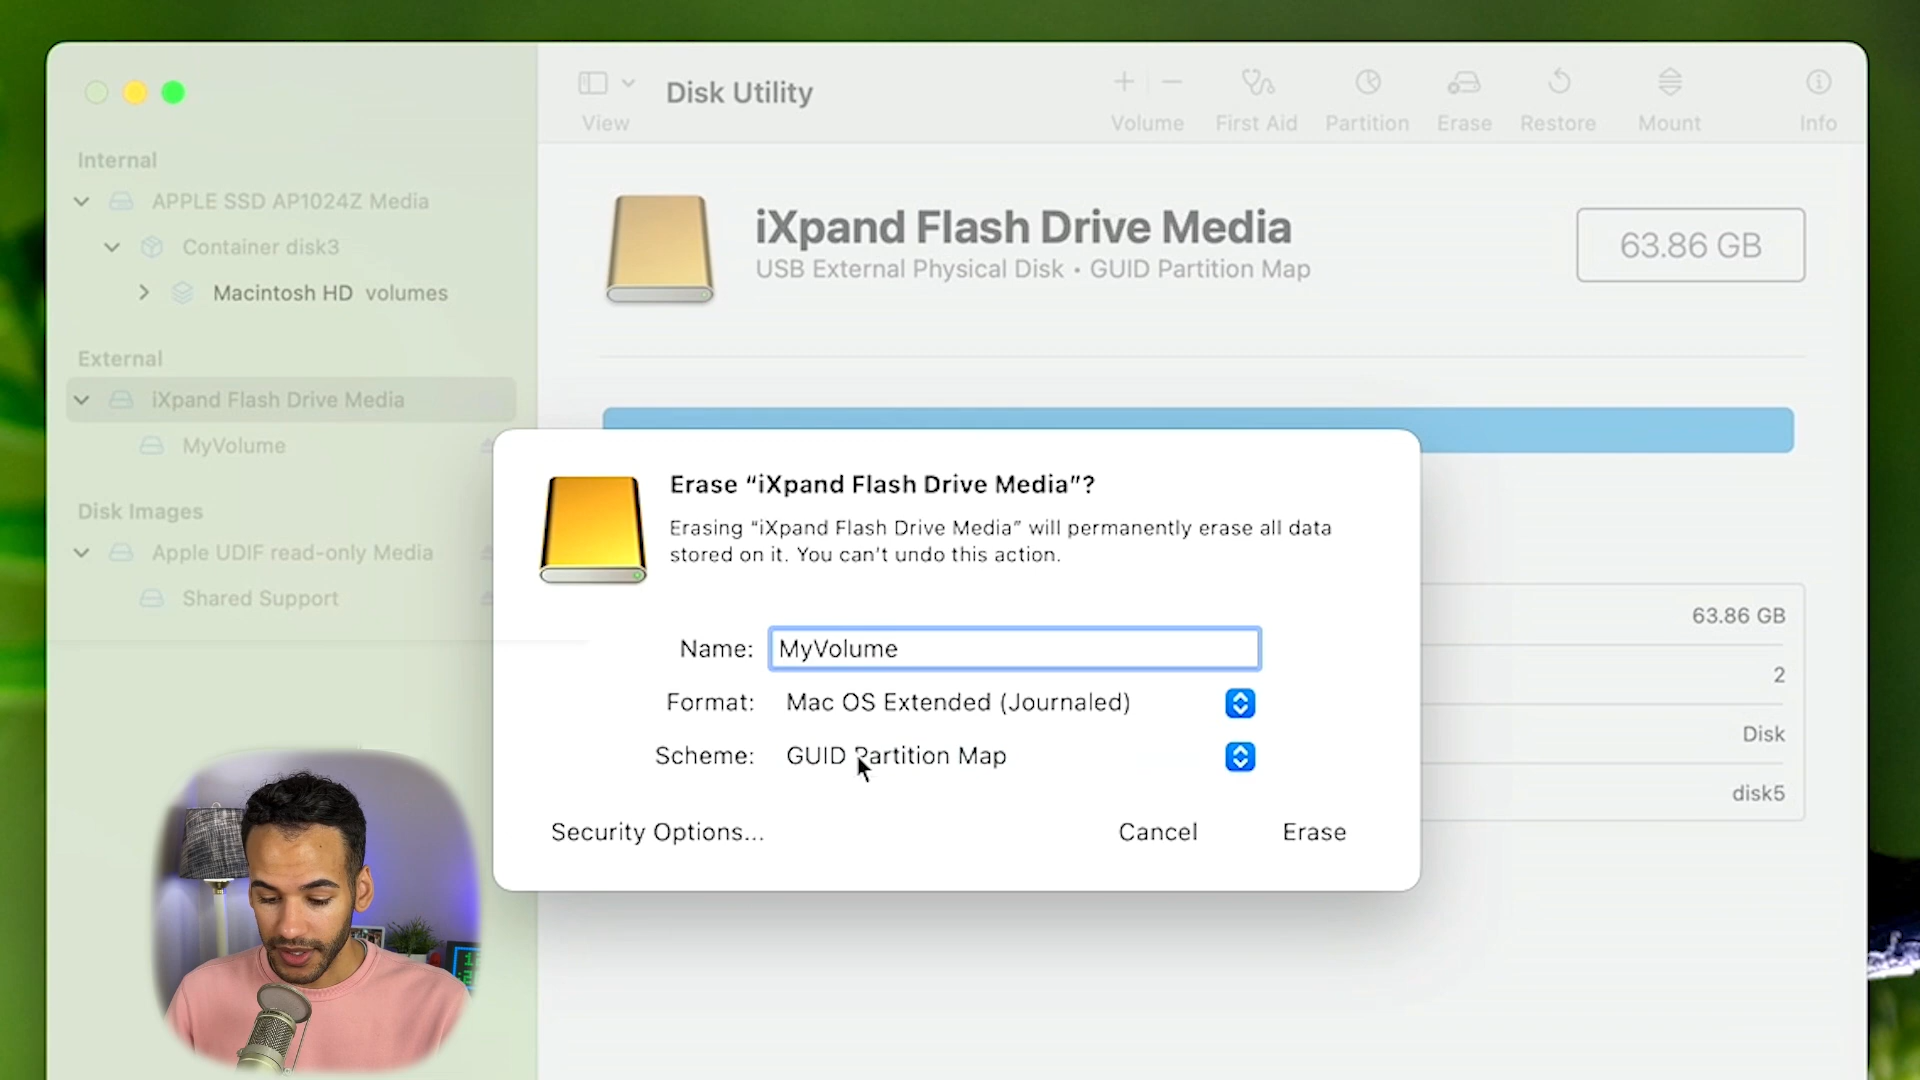 Disk Utility
View
Volume
First Aid
Partition
Erase
Restore
Mount
Info
Internal
APPLE SSD AP1024Z Media
Container disk3
Macintosh HD volumes
External
iXpand Flash Drive Media
MyVolume
Disk Images
Apple UDIF read-only Media
Shared Support
iXpand Flash Drive Media
USB External Physical Disk • GUID Partition Map
63.86 GB
Erase “iXpand Flash Drive Media”?
Erasing “iXpand Flash Drive Media” will permanently erase all data
stored on it. You can’t undo this action.
Name: MyVolume
Format: Mac OS Extended (Journaled)
Scheme: GUID Partition Map
Security Options...
Cancel
Erase
63.86 GB
2
Disk
disk5